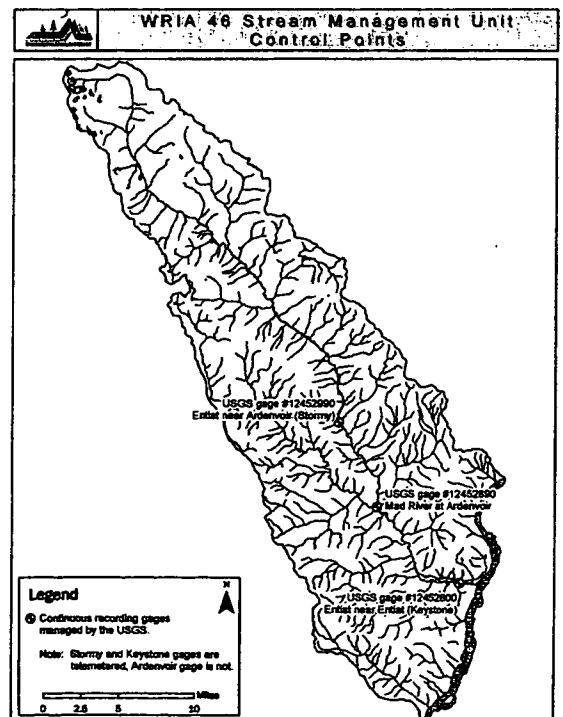 WRIA 46 Stream Management Unit
Control Points
USGS gage #12452990
Entiat near Ardenvoir (Stormy)
USGS gage #12452890
Mad River at Ardenvoir
USGS gage #12452800
Entiat near Entiat (Keystone)
Legend
N
Continuous recording gages
managed by the USGS.
Note: Stormy and Keystone gages are
telemetered, Ardenvoir gage is not.
Miles
0 2.5 5 10